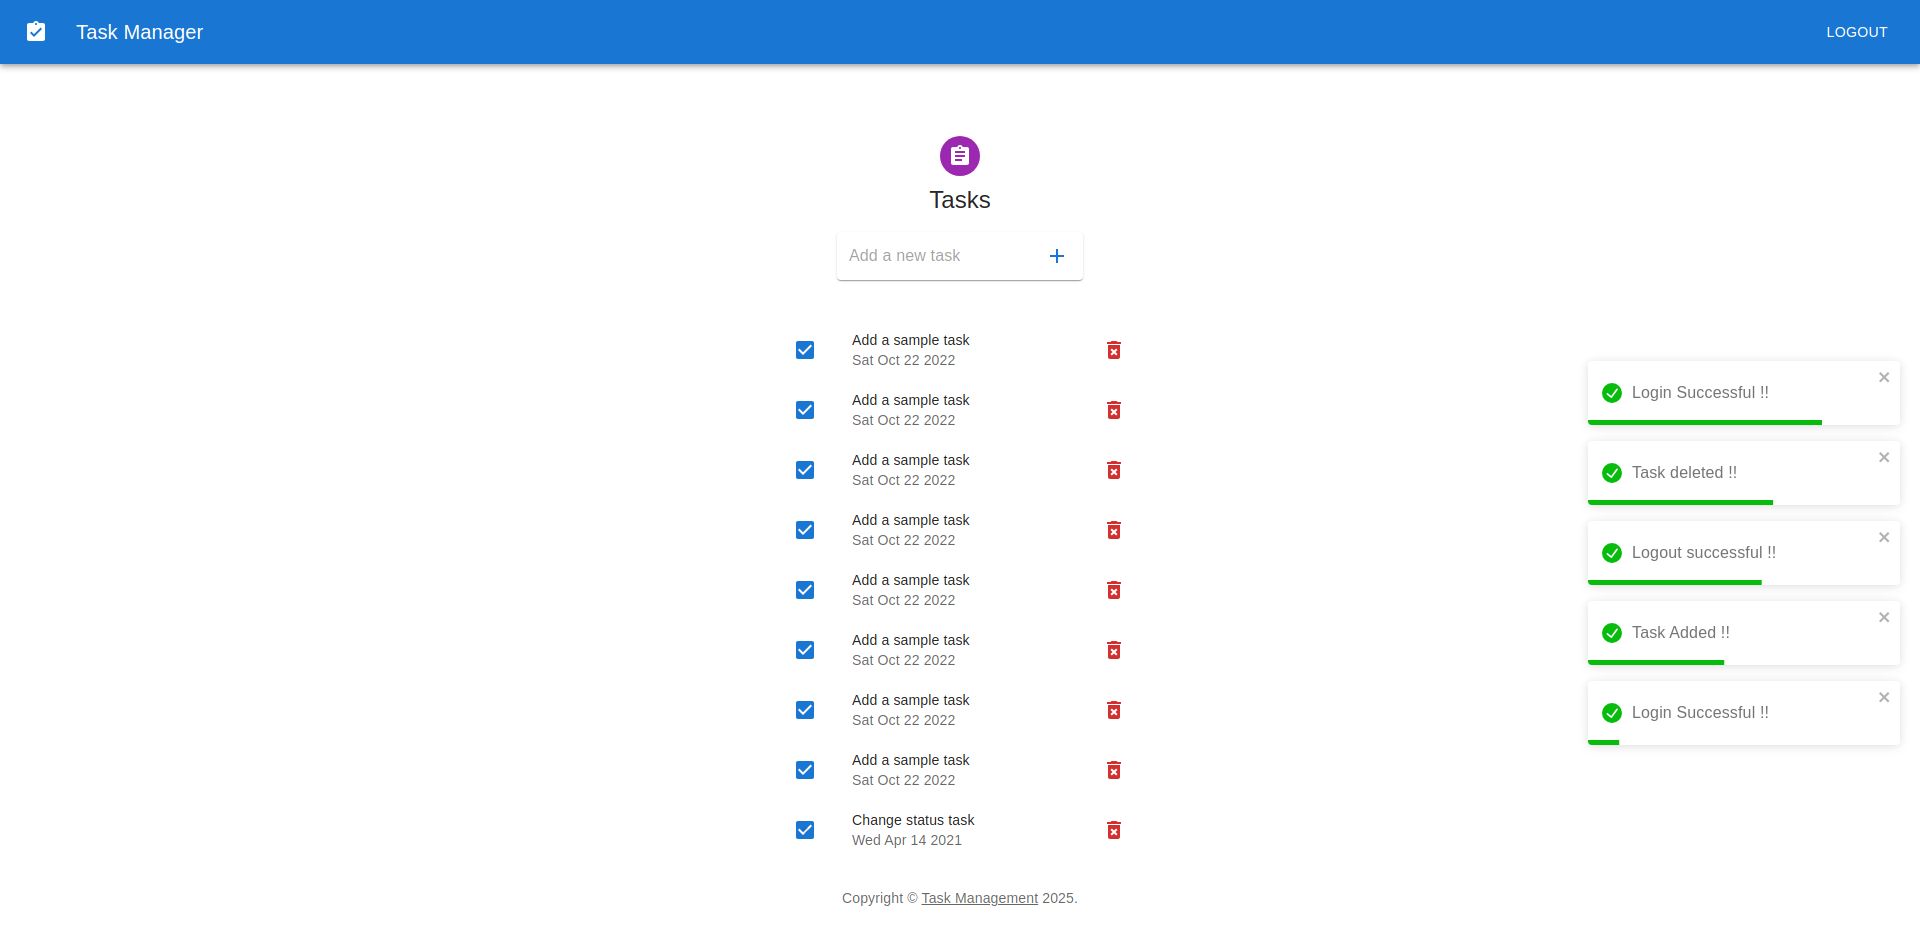 Task Manager
LOGOUT
Tasks
Add a new task
Add a sample task
Sat Oct 22 2022
Add a sample task
Sat Oct 22 2022
Add a sample task
Sat Oct 22 2022
Add a sample task
Sat Oct 22 2022
Add a sample task
Sat Oct 22 2022
Add a sample task
Sat Oct 22 2022
Add a sample task
Sat Oct 22 2022
Add a sample task
Sat Oct 22 2022
Change status task
Wed Apr 14 2021
Login Successful !!
Task deleted !!
Logout successful !!
Task Added !!
Login Successful !!
Copyright © Task Management 2025.